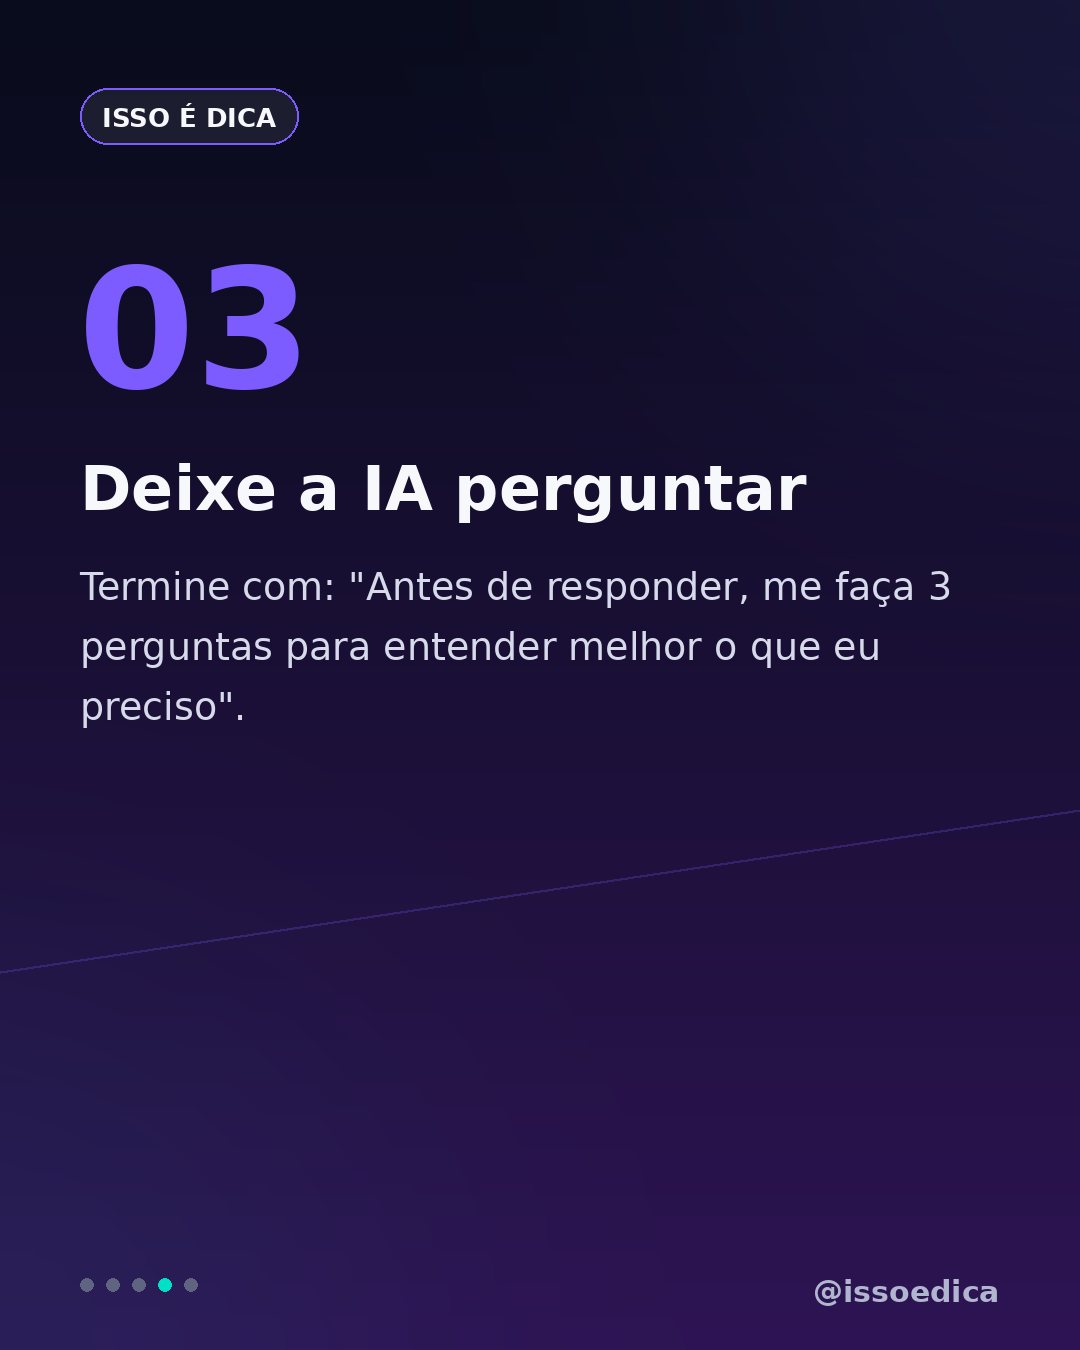 ISSO É DICA
03
Deixe a IA perguntar
Termine com: "Antes de responder, me faça 3
perguntas para entender melhor o que eu
preciso".
@issoedica